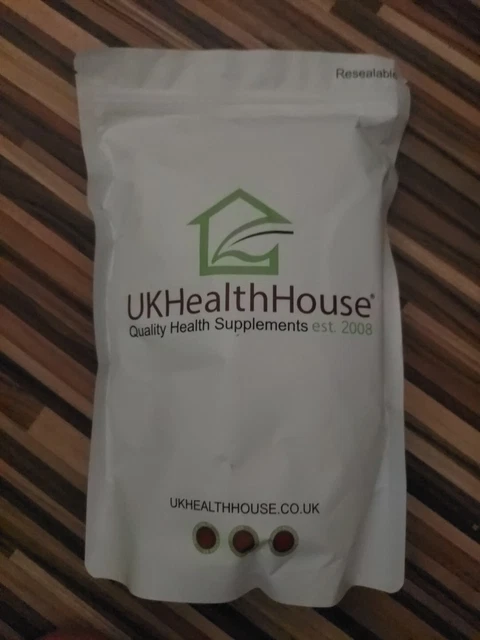 Resealable
UKHealthHouse®
Quality Health Supplements est. 2008
UKHEALTHHOUSE.CO.UK